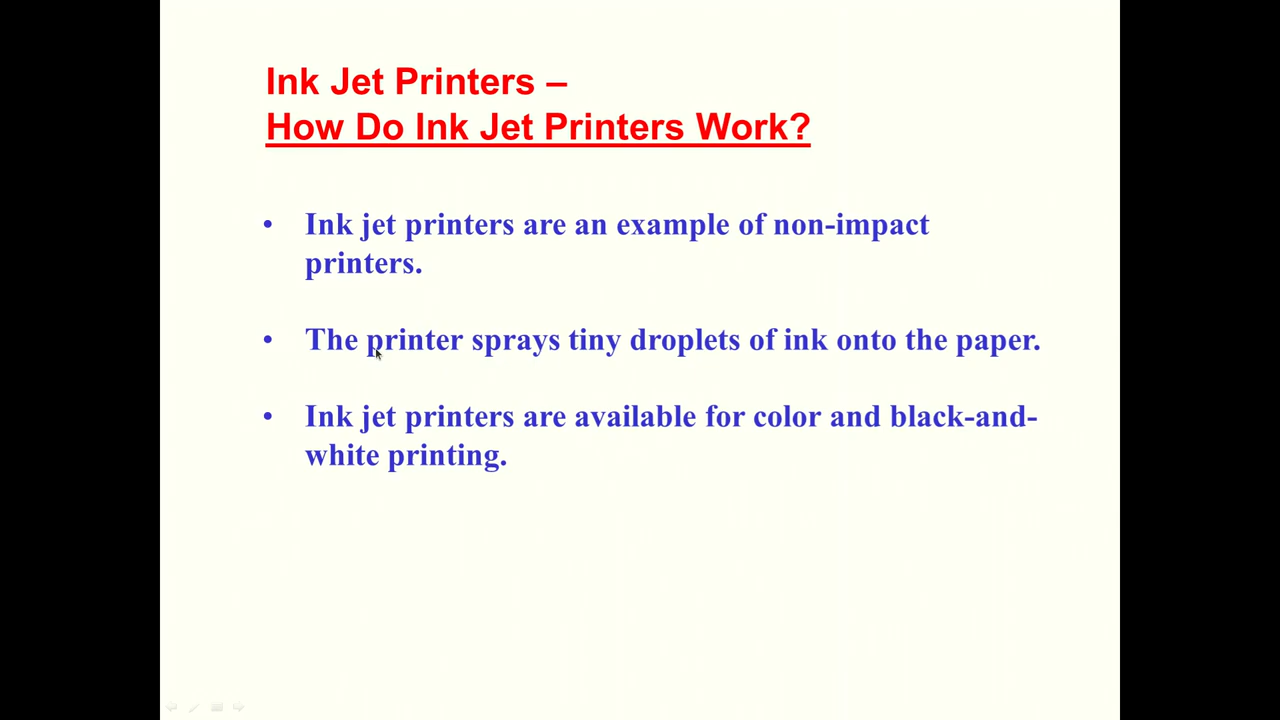 Ink Jet Printers –
How Do Ink Jet Printers Work?
• Ink jet printers are an example of non-impact
printers.
• The printer sprays tiny droplets of ink onto the paper.
• Ink jet printers are available for color and black-and-
white printing.